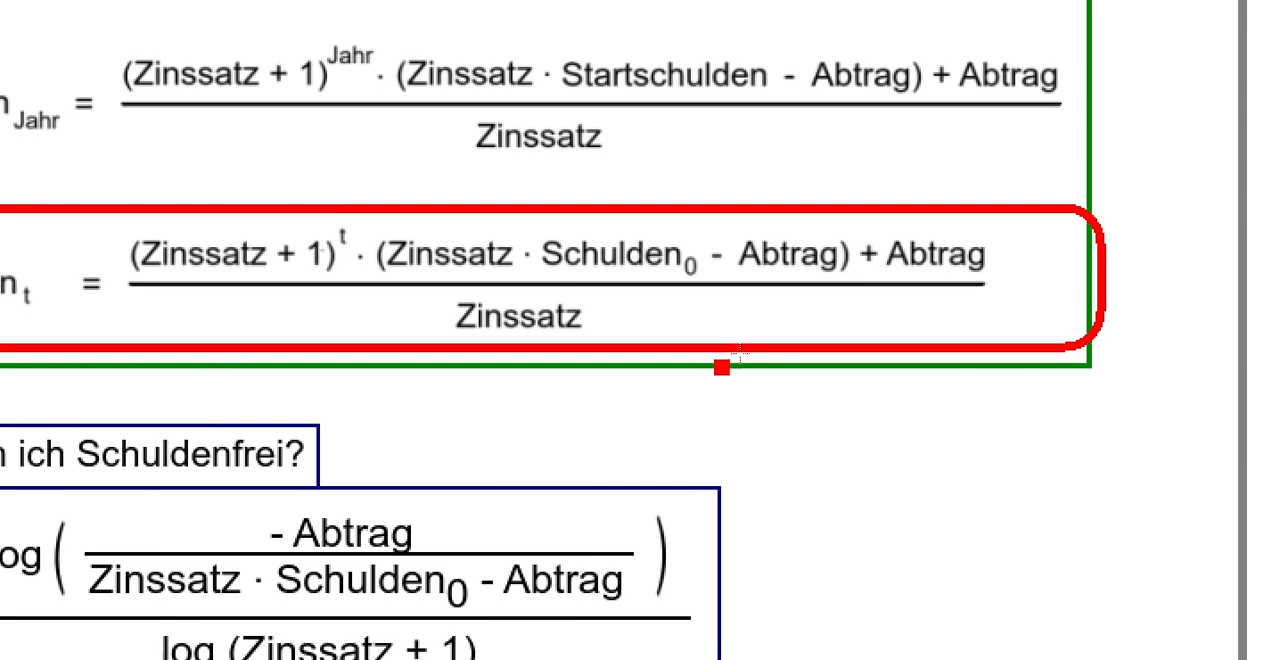 n Jahr = (Zinssatz + 1)^Jahr · (Zinssatz · Startschulden - Abtrag) + Abtrag
Zinssatz
n t = (Zinssatz + 1)^t · (Zinssatz · Schulden0 - Abtrag) + Abtrag
Zinssatz
n ich Schuldenfrei?
og ( - Abtrag
Zinssatz · Schulden0 - Abtrag )
log (Zinssatz + 1)